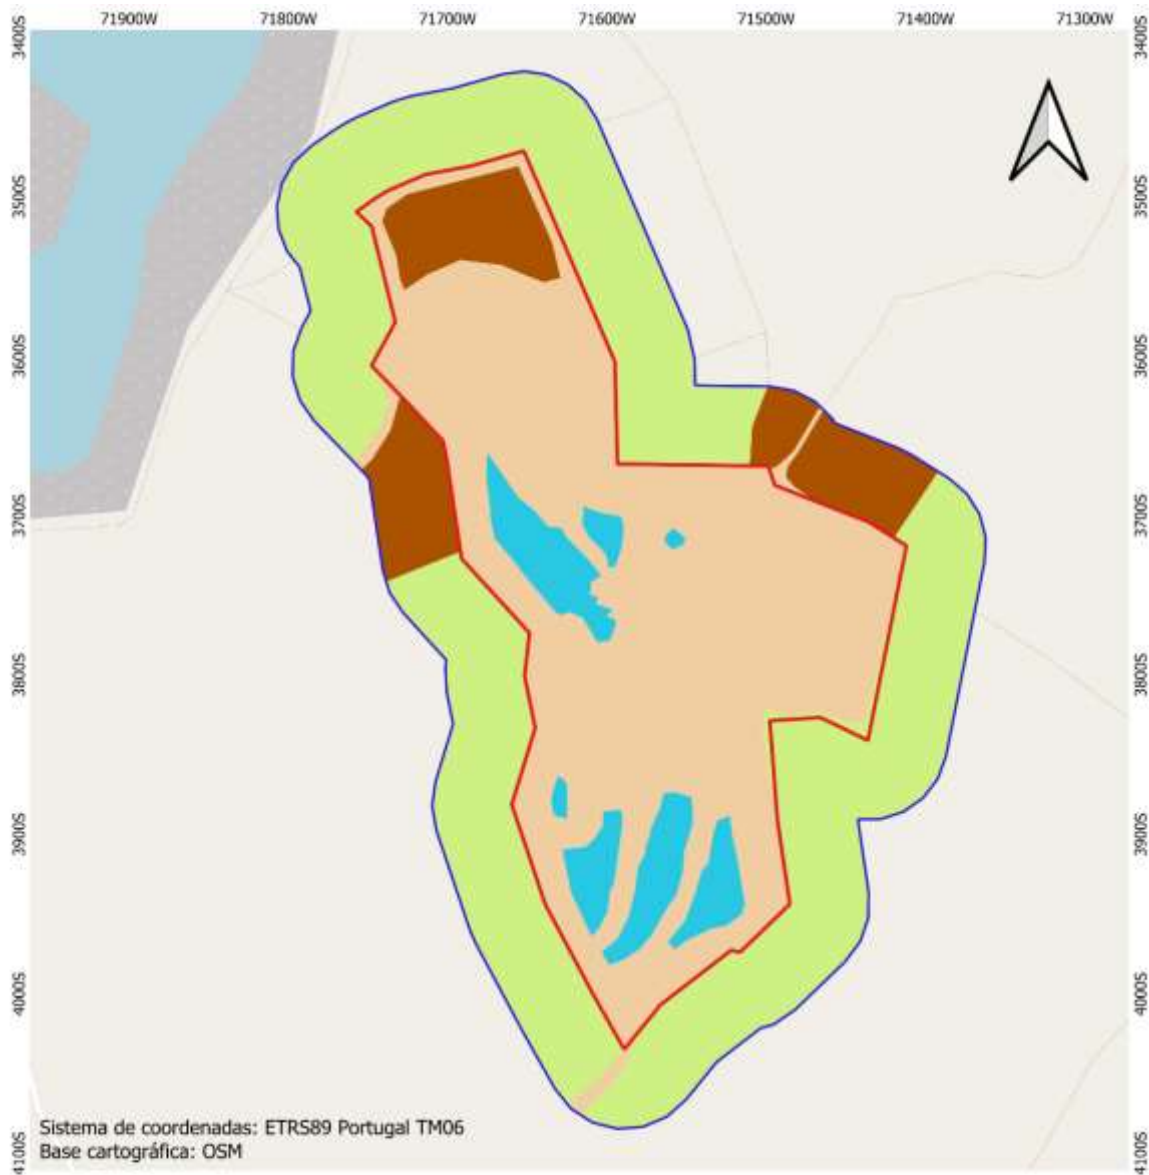 71900W 71800W 71700W 71600W 71500W 71400W 71300W
3400S 3400S
3500S 3500S
3600S 3600S
3700S 3700S
3800S 3800S
3900S 3900S
4000S 4000S
4100S 4100S
Sistema de coordenadas: ETRS89 Portugal TM06
Base cartográfica: OSM